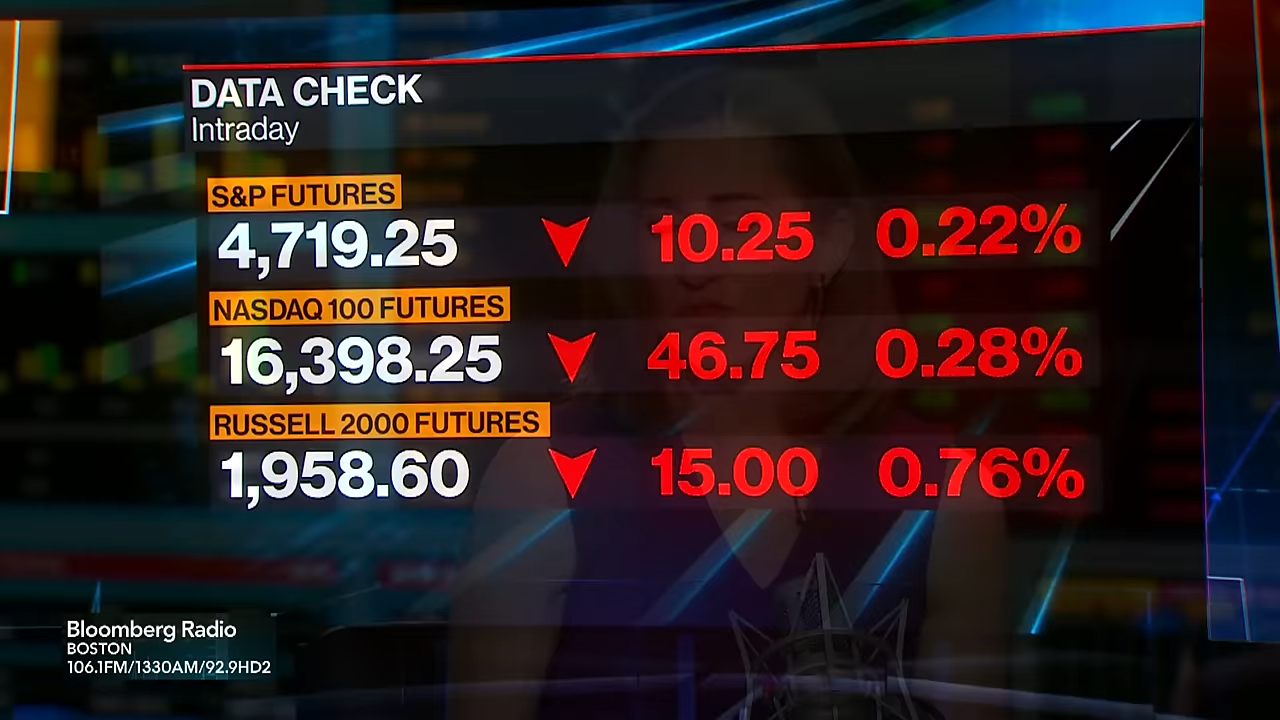 DATA CHECK
Intraday
S&P FUTURES
4,719.25 10.25 0.22%
NASDAQ 100 FUTURES
16,398.25 46.75 0.28%
RUSSELL 2000 FUTURES
1,958.60 15.00 0.76%
Bloomberg Radio
BOSTON
106.1FM/1330AM/92.9HD2